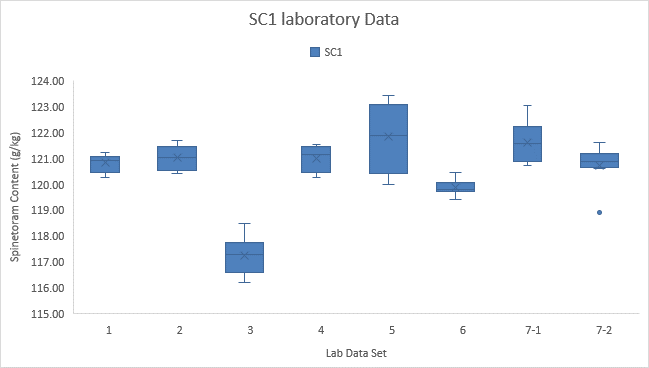 SC1 laboratory Data
SC1
124.00
123.00
122.00
121.00
120.00
119.00
118.00
117.00
116.00
115.00
Spinetoram Content (g/kg)
1 2 3 4 5 6 7-1 7-2
Lab Data Set